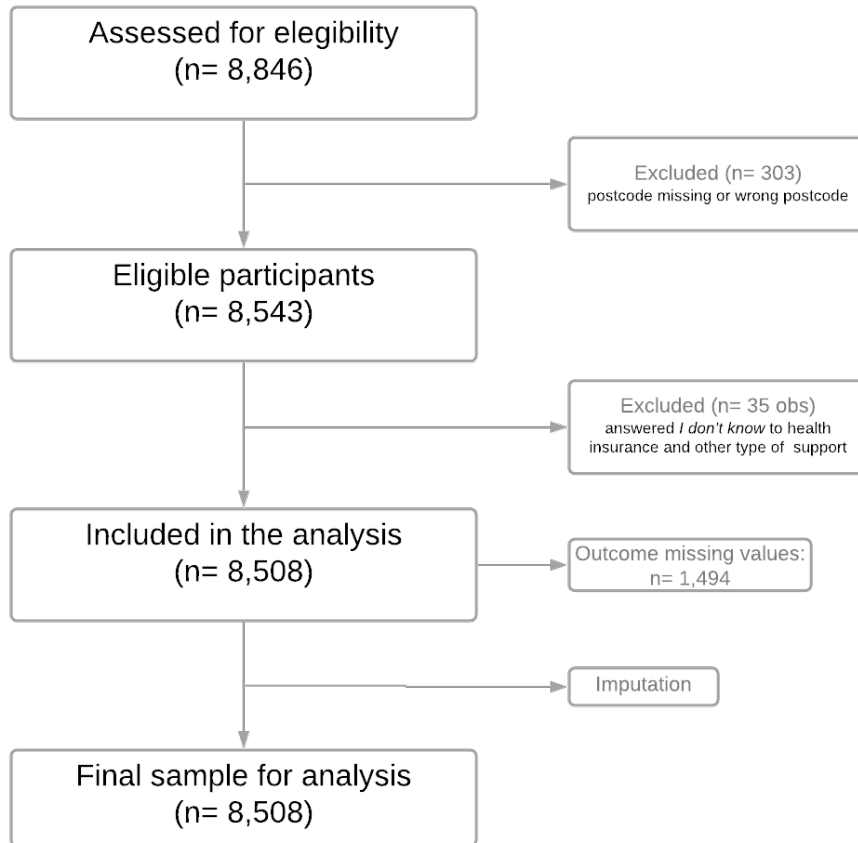 Assessed for elegibility
(n= 8,846)
Excluded (n= 303)
postcode missing or wrong postcode
Eligible participants
(n= 8,543)
Excluded (n= 35 obs)
answered I don't know to health
insurance and other type of support
Included in the analysis
(n= 8,508)
Outcome missing values:
n= 1,494
Imputation
Final sample for analysis
(n= 8,508)